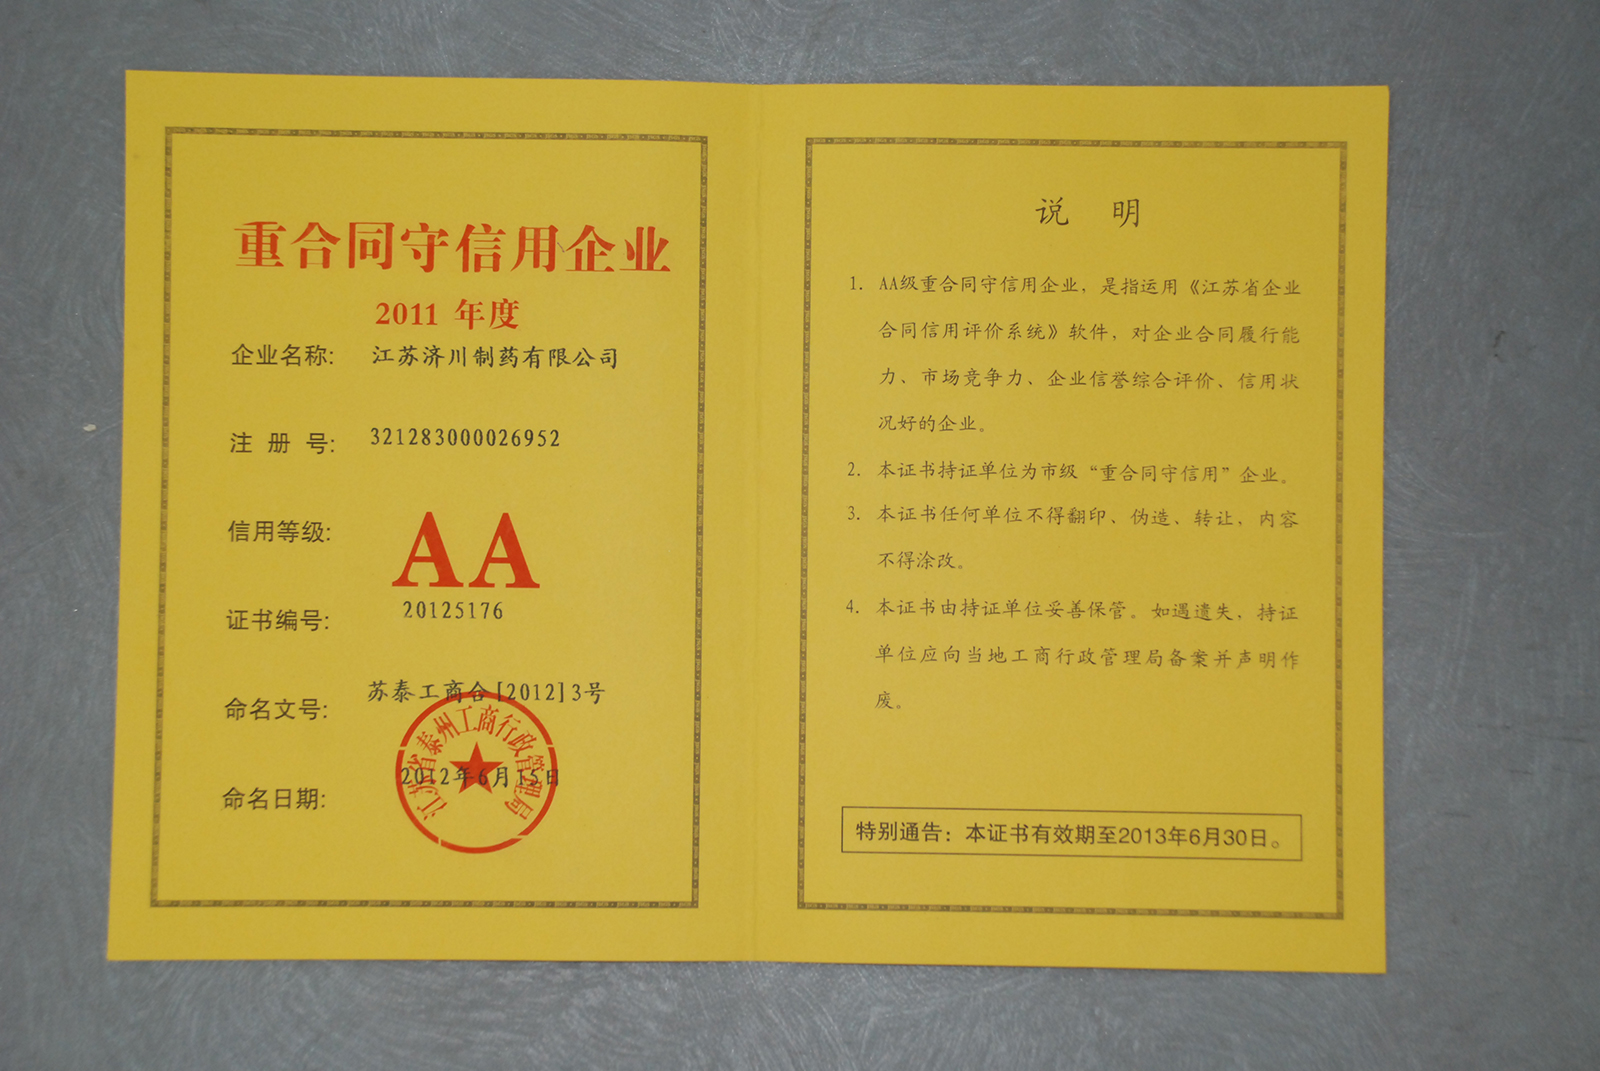 重合同守信用企业
2011 年度
企业名称: 江苏济川制药有限公司
注 册 号: 321283000026952
信用等级: AA
证书编号: 20125176
命名文号: 苏泰工商合[2012]3号
江苏省泰州工商行政管理局
命名日期: 2012年6月15日
说 明
1. AA级重合同守信用企业，是指运用《江苏省企业
合同信用评价系统》软件，对企业合同履行能
力、市场竞争力、企业信誉综合评价、信用状
况好的企业。
2. 本证书持证单位为市级“重合同守信用”企业。
3. 本证书任何单位不得翻印、伪造、转让，内容
不得涂改。
4. 本证书由持证单位妥善保管。如遇遗失，持证
单位应向当地工商行政管理局备案并声明作
废。
特别通告：本证书有效期至2013年6月30日。